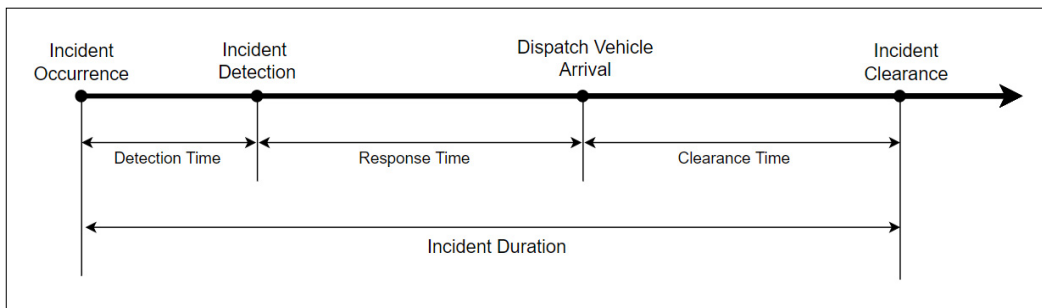 Incident
Occurrence
Incident
Detection
Dispatch Vehicle
Arrival
Incident
Clearance
Detection Time
Response Time
Clearance Time
Incident Duration